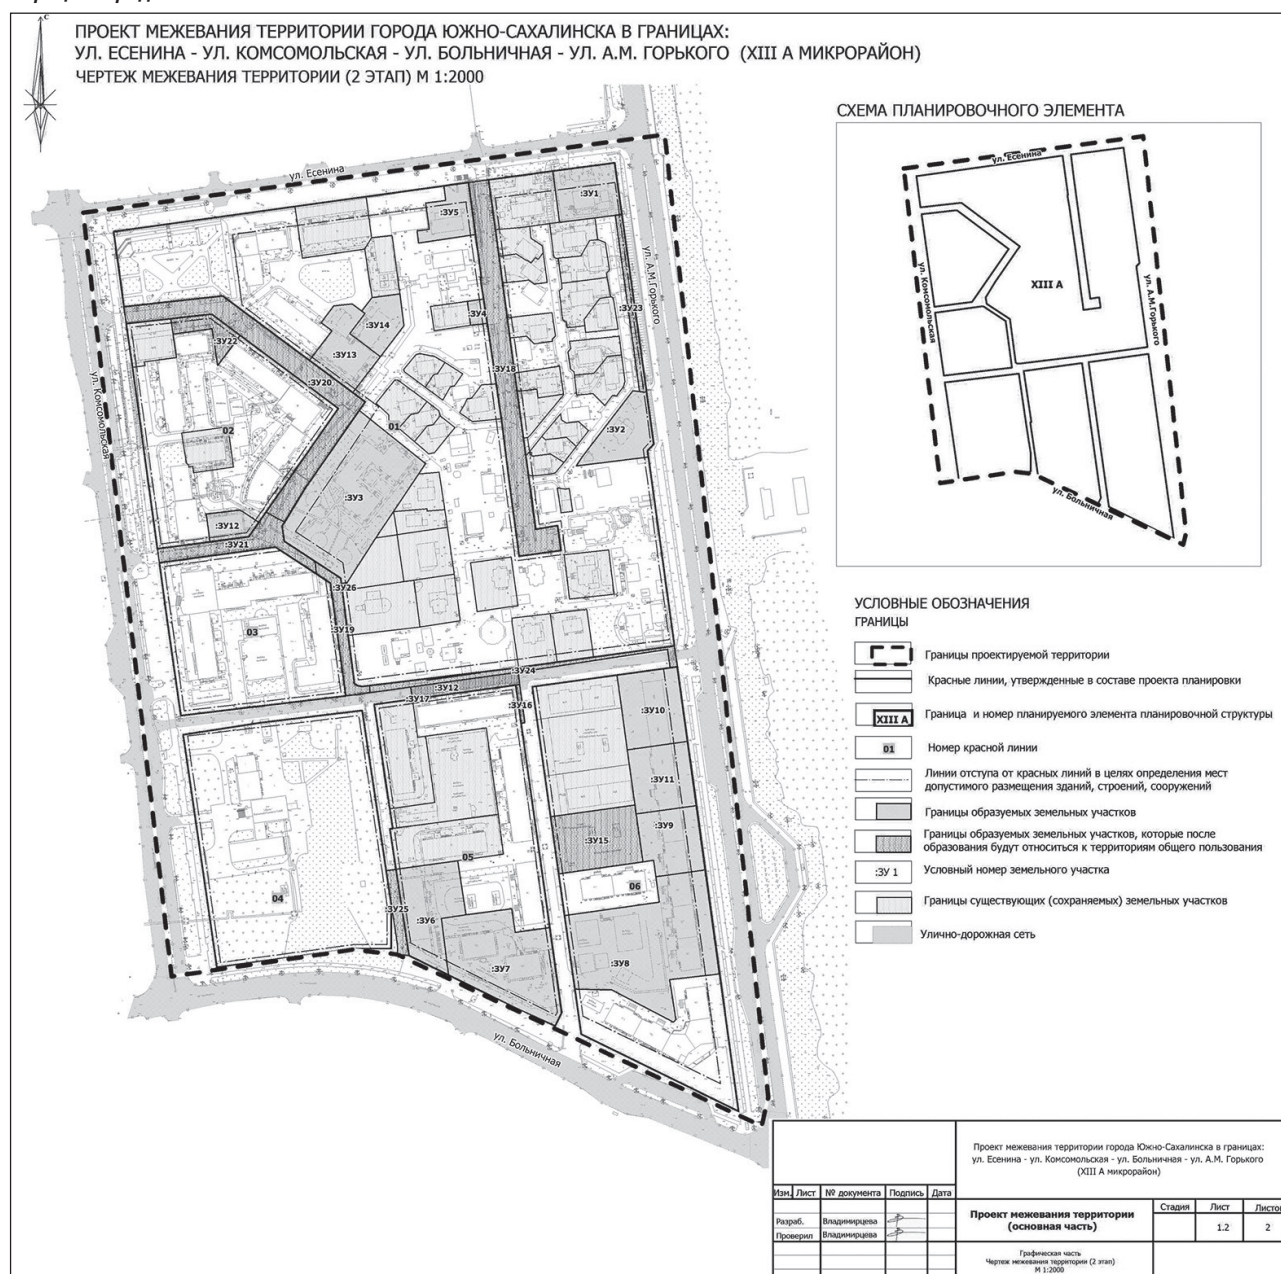 С
ПРОЕКТ МЕЖЕВАНИЯ ТЕРРИТОРИИ ГОРОДА ЮЖНО-САХАЛИНСКА В ГРАНИЦАХ:
УЛ. ЕСЕНИНА - УЛ. КОМСОМОЛЬСКАЯ - УЛ. БОЛЬНИЧНАЯ - УЛ. А.М. ГОРЬКОГО (XIII А МИКРОРАЙОН)
ЧЕРТЕЖ МЕЖЕВАНИЯ ТЕРРИТОРИИ (2 ЭТАП) М 1:2000
СХЕМА ПЛАНИРОВОЧНОГО ЭЛЕМЕНТА
ул. Есенина
ул. Комсомольская
XIII А
ул. А.М.Горького
ул. Больничная
ул. Есенина
:ЗУ1
:ЗУ5
ул. А.М.Горького
:ЗУ23
:ЗУ4
:ЗУ14
:ЗУ22
:ЗУ13
:ЗУ18
:ЗУ20
ул. Комсомольская
01
02
:ЗУ2
:ЗУ3
:ЗУ12
:ЗУ21
:ЗУ26
:ЗУ19
03
:ЗУ24
:ЗУ12
:ЗУ17
:ЗУ16
:ЗУ10
:ЗУ11
:ЗУ9
:ЗУ15
05
06
04
:ЗУ25
:ЗУ6
:ЗУ7
:ЗУ8
ул. Больничная
УСЛОВНЫЕ ОБОЗНАЧЕНИЯ
ГРАНИЦЫ
Границы проектируемой территории
Красные линии, утвержденные в составе проекта планировки
XIII А
Граница и номер планируемого элемента планировочной структуры
01
Номер красной линии
Линии отступа от красных линий в целях определения мест
допустимого размещения зданий, строений, сооружений
Границы образуемых земельных участков
Границы образуемых земельных участков, которые после
образования будут относиться к территориям общего пользования
:ЗУ 1
Условный номер земельного участка
Границы существующих (сохраняемых) земельных участков
Улично-дорожная сеть
Проект межевания территории города Южно-Сахалинска в границах:
ул. Есенина - ул. Комсомольская - ул. Больничная - ул. А.М. Горького
(XIII А микрорайон)
Изм. Лист № документа Подпись Дата
Разраб. Владимирцева
Проверил Владимирцева
Проект межевания территории
(основная часть)
Стадия Лист Листов
1.2 2
Графическая часть
Чертеж межевания территории (2 этап)
М 1:2000